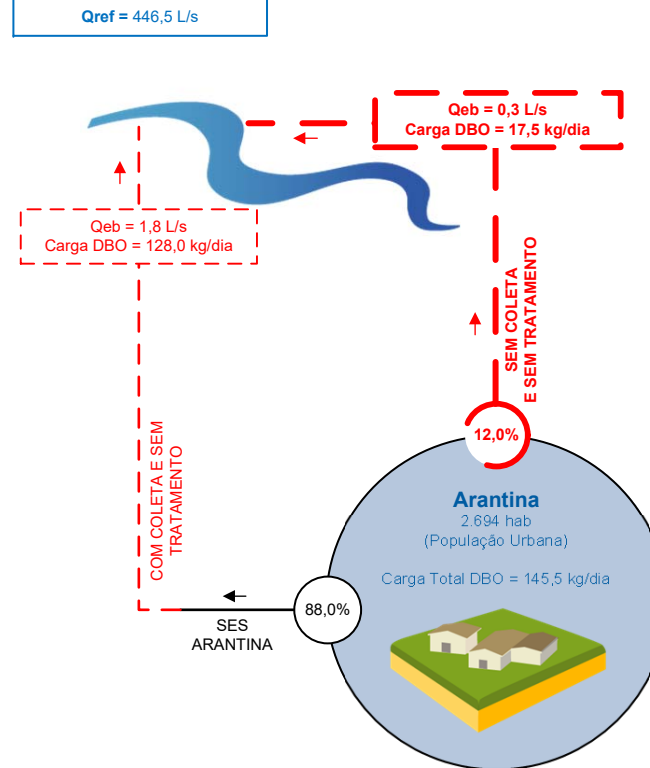 Qref = 446,5 L/s
Qeb = 0,3 L/s
Carga DBO = 17,5 kg/dia
Qeb = 1,8 L/s
Carga DBO = 128,0 kg/dia
SEM COLETA
E SEM TRATAMENTO
12,0%
COM COLETA E SEM
TRATAMENTO
Arantina
2.694 hab
(População Urbana)
Carga Total DBO = 145,5 kg/dia
88,0%
SES
ARANTINA